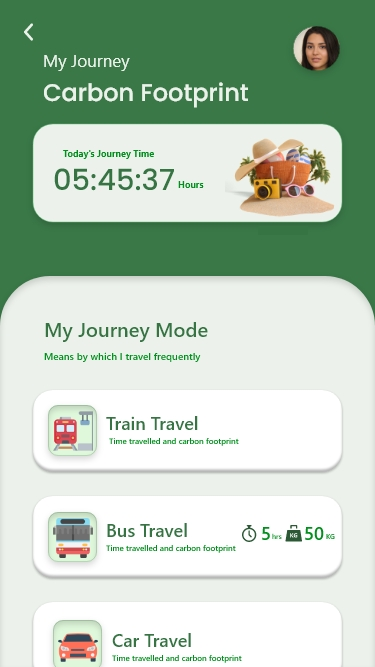 My Journey
Carbon Footprint
Today's Journey Time
05:45:37 Hours
My Journey Mode
Means by which I travel frequently
Train Travel
Time travelled and carbon footprint
Bus Travel
Time travelled and carbon footprint
5 hrs KG 50 KG
Car Travel
Time travelled and carbon footprint